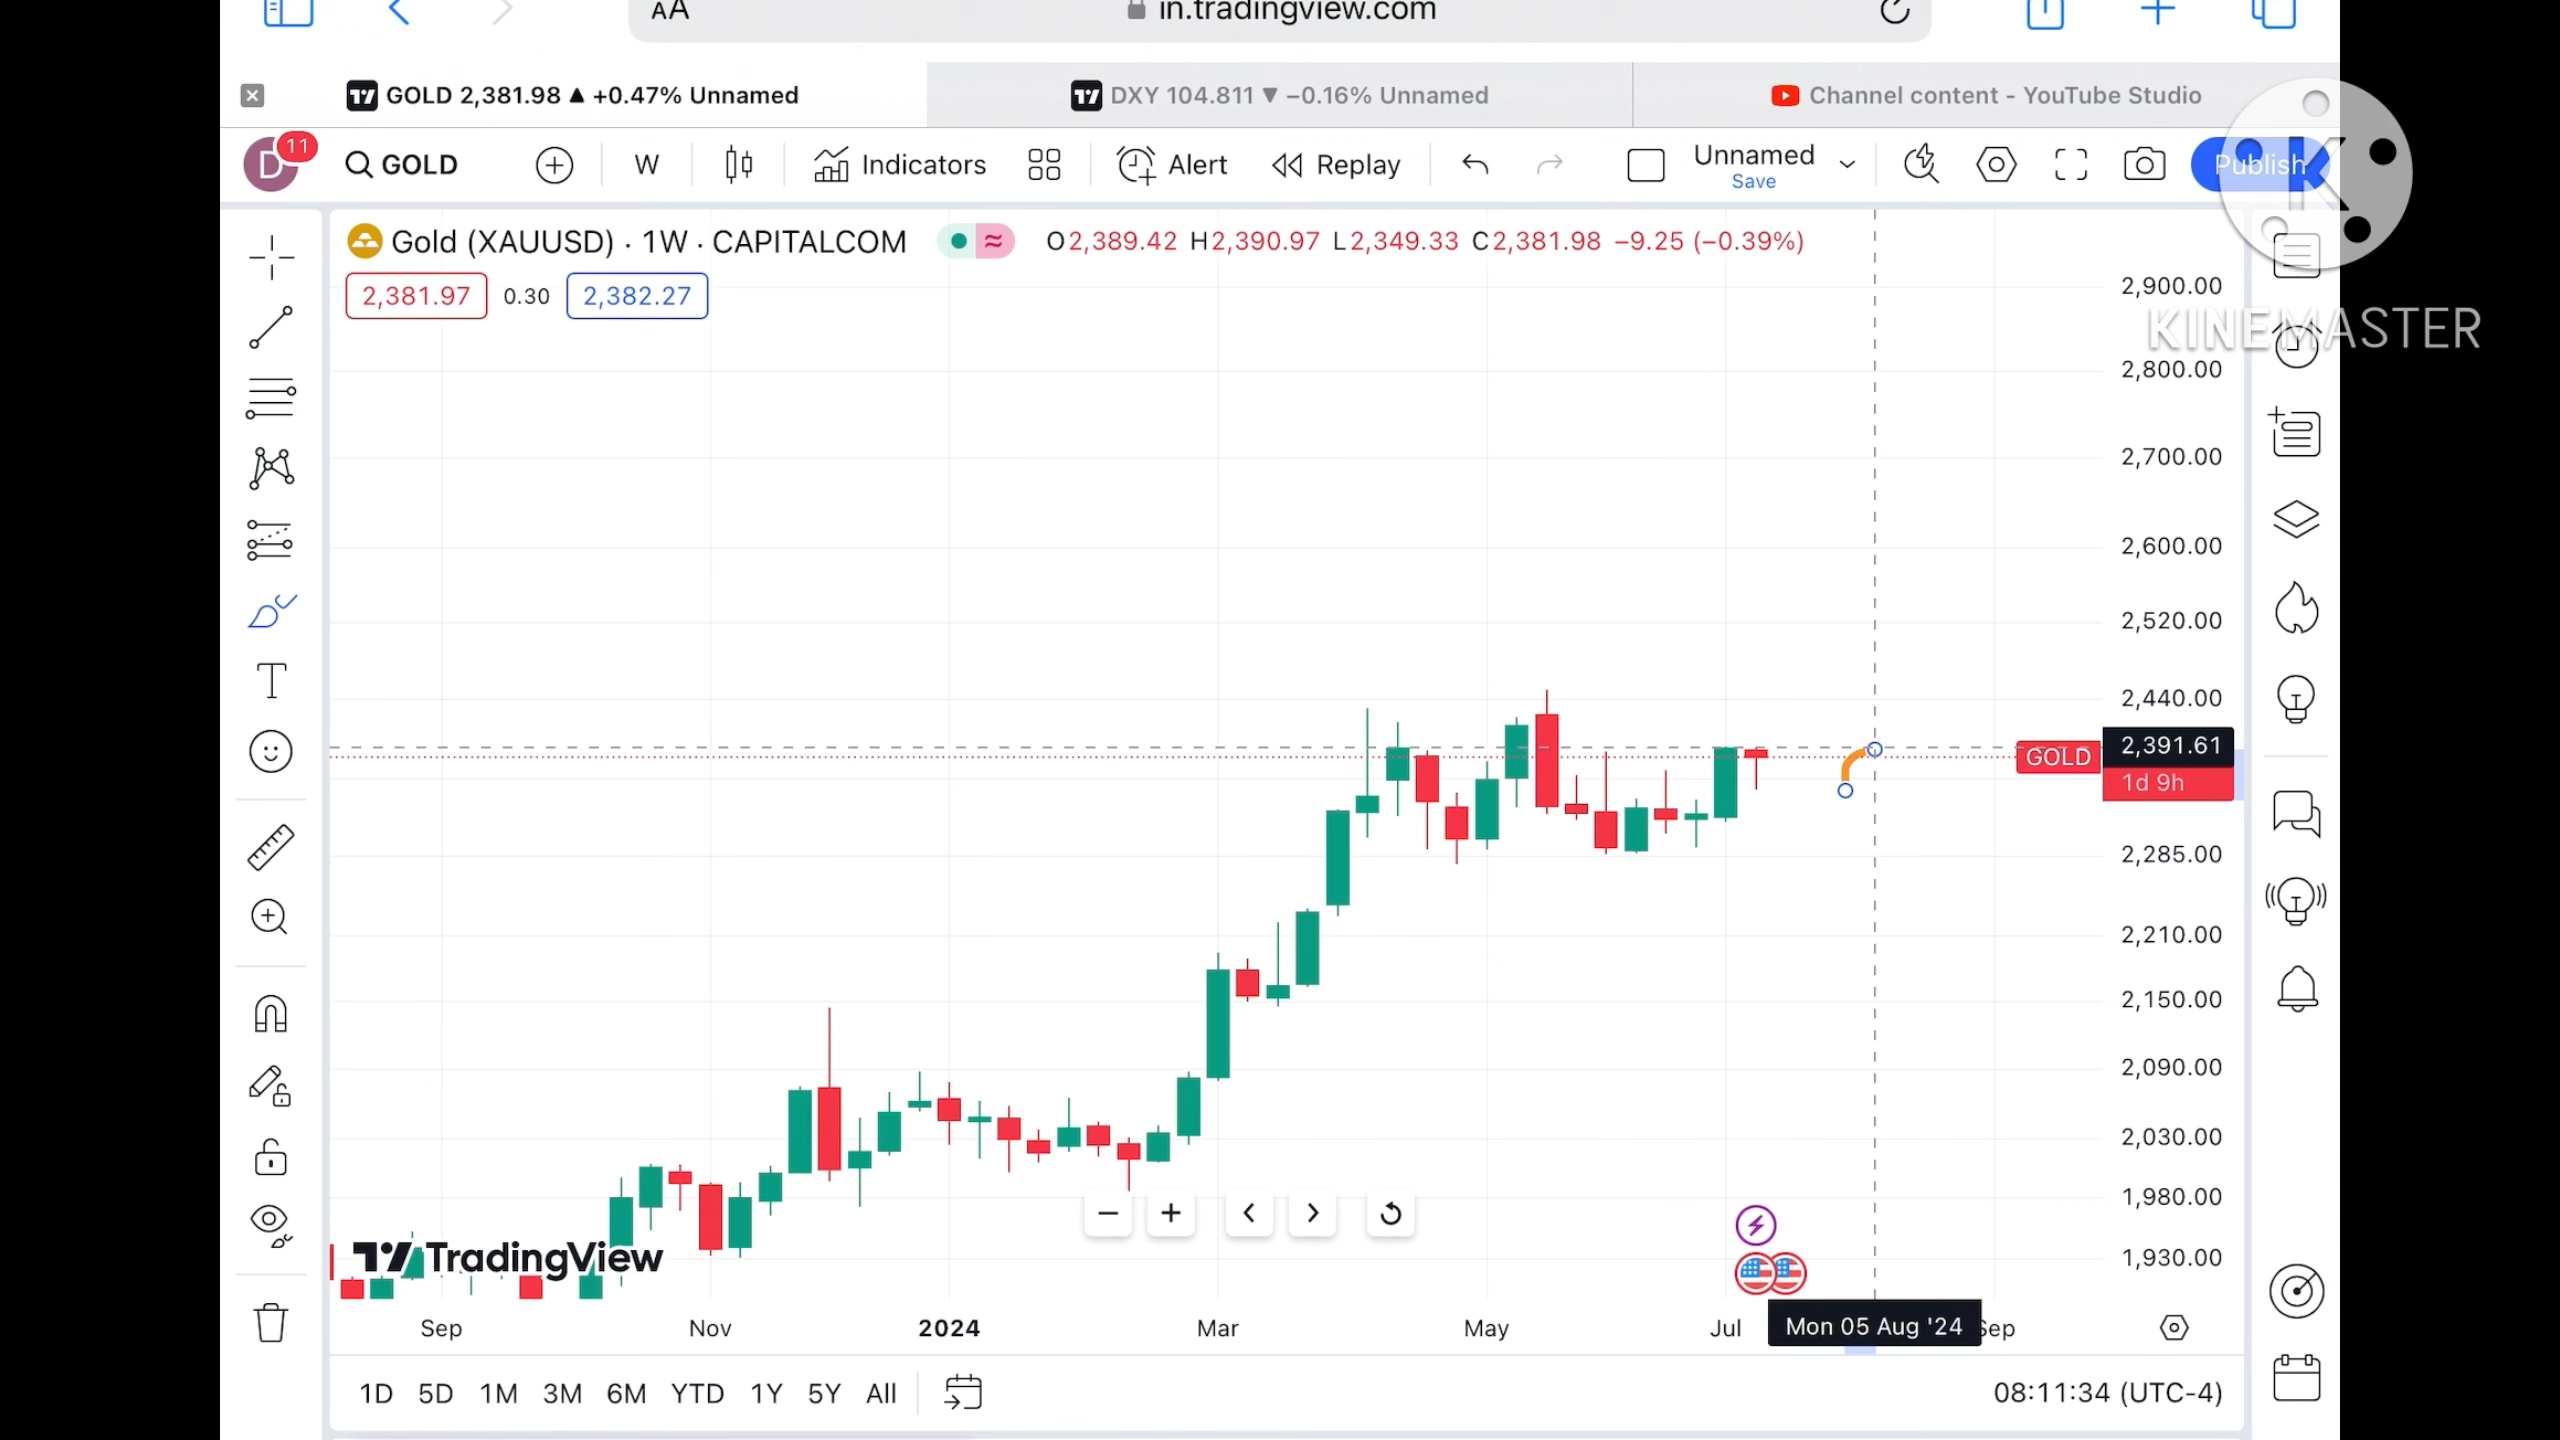 AA in.tradingview.com
GOLD 2,381.98 ▲ +0.47% Unnamed
DXY 104.811 ▼ −0.16% Unnamed
Channel content - YouTube Studio
D 11 GOLD W Indicators Alert Replay Unnamed Publish
Save
Gold (XAUUSD) · 1W · CAPITALCOM O2,389.42 H2,390.97 L2,349.33 C2,381.98 −9.25 (−0.39%)
2,381.97 0.30 2,382.27
2,900.00
KINEMASTER
2,800.00
2,700.00
2,600.00
2,520.00
2,440.00
2,391.61
GOLD
1d 9h
2,285.00
2,210.00
2,150.00
2,090.00
2,030.00
1,980.00
1,930.00
TradingView
Sep Nov 2024 Mar May Jul Mon 05 Aug '24 Sep
1D 5D 1M 3M 6M YTD 1Y 5Y All 08:11:34 (UTC-4)